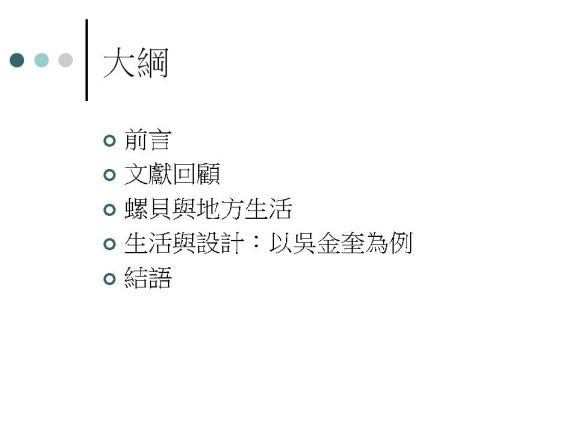 大綱
前言
文獻回顧
螺貝與地方生活
生活與設計：以吳金奎為例
結語